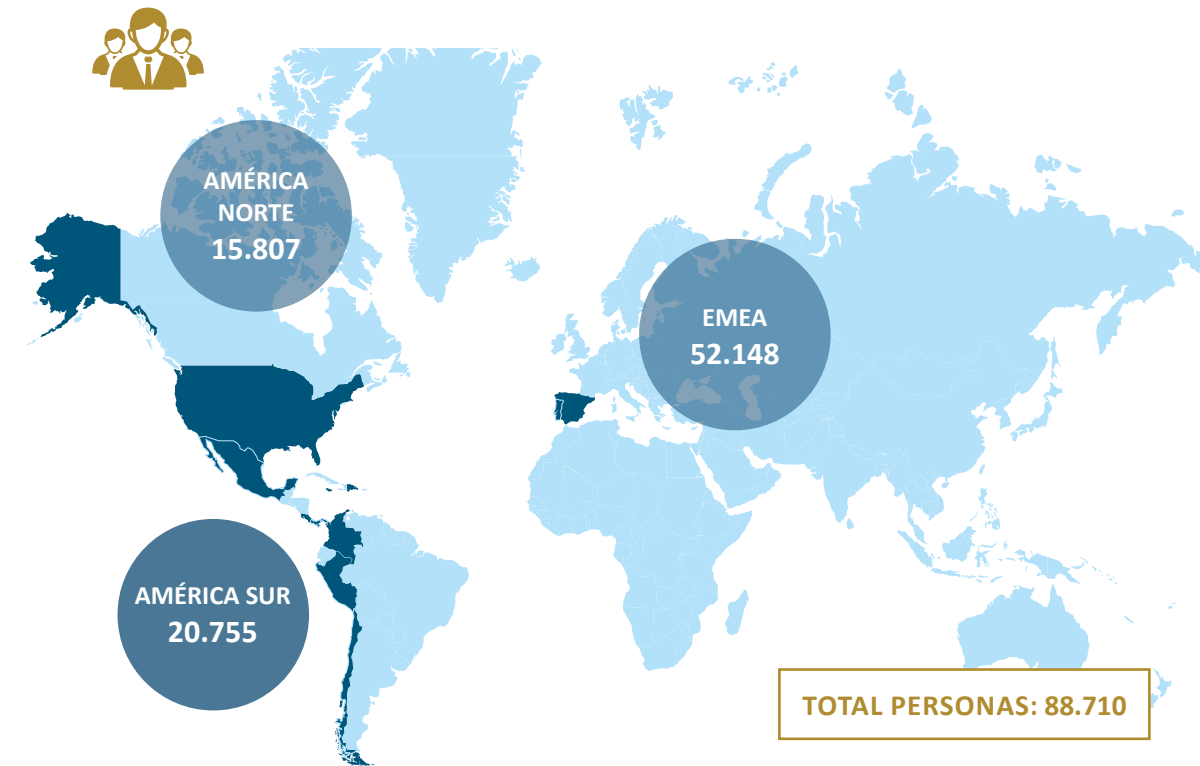 AMÉRICA
NORTE
15.807
EMEA
52.148
AMÉRICA SUR
20.755
TOTAL PERSONAS: 88.710